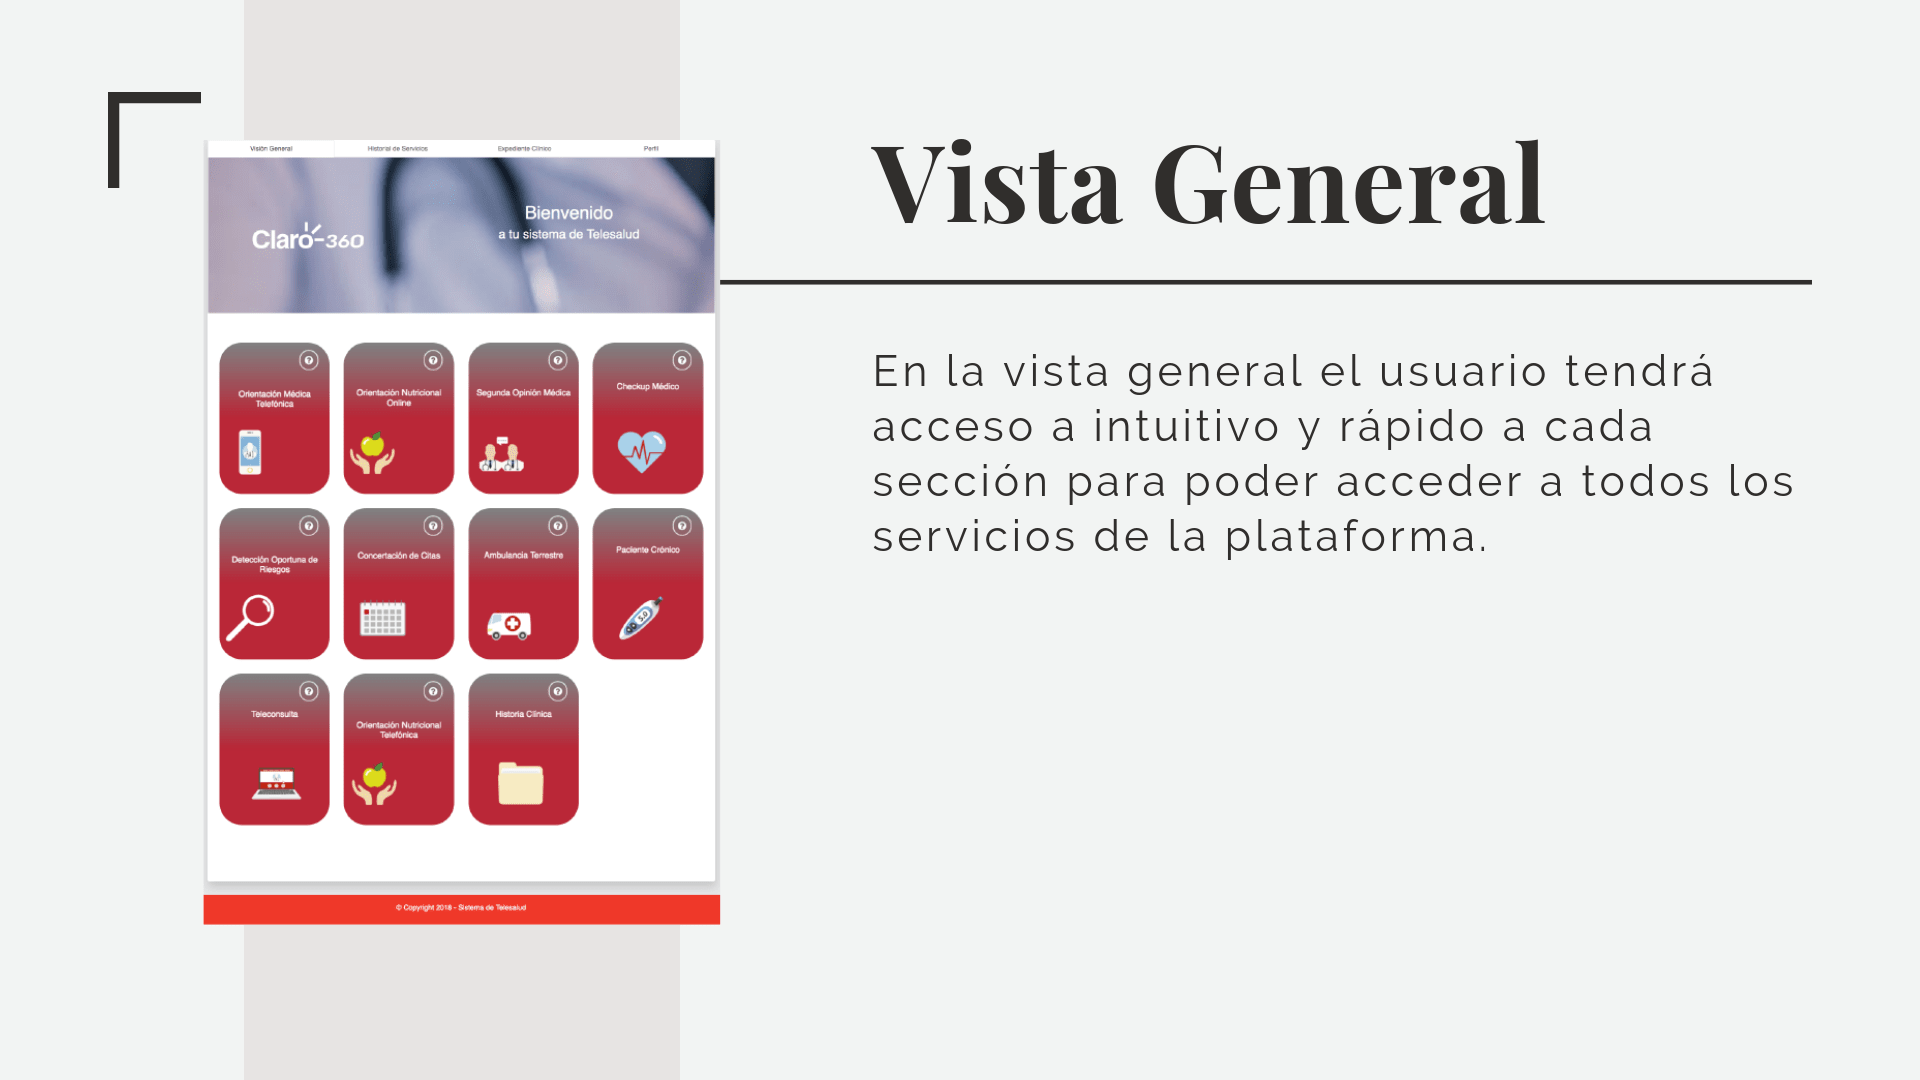 Visión General
Historial de Servicios
Expediente Clínico
Perfil
Claro-360
Bienvenido
a tu sistema de Telesalud
Orientación Médica
Telefónica
Orientación Nutricional
Online
Segunda Opinión Médica
Checkup Médico
Detección Oportuna de
Riesgos
Concertación de Citas
Ambulancia Terrestre
Paciente Crónico
5.0
Teleconsulta
Orientación Nutricional
Telefónica
Historia Clínica
© Copyright 2018 - Sistema de Telesalud
Vista General
En la vista general el usuario tendrá
acceso a intuitivo y rápido a cada
sección para poder acceder a todos los
servicios de la plataforma.